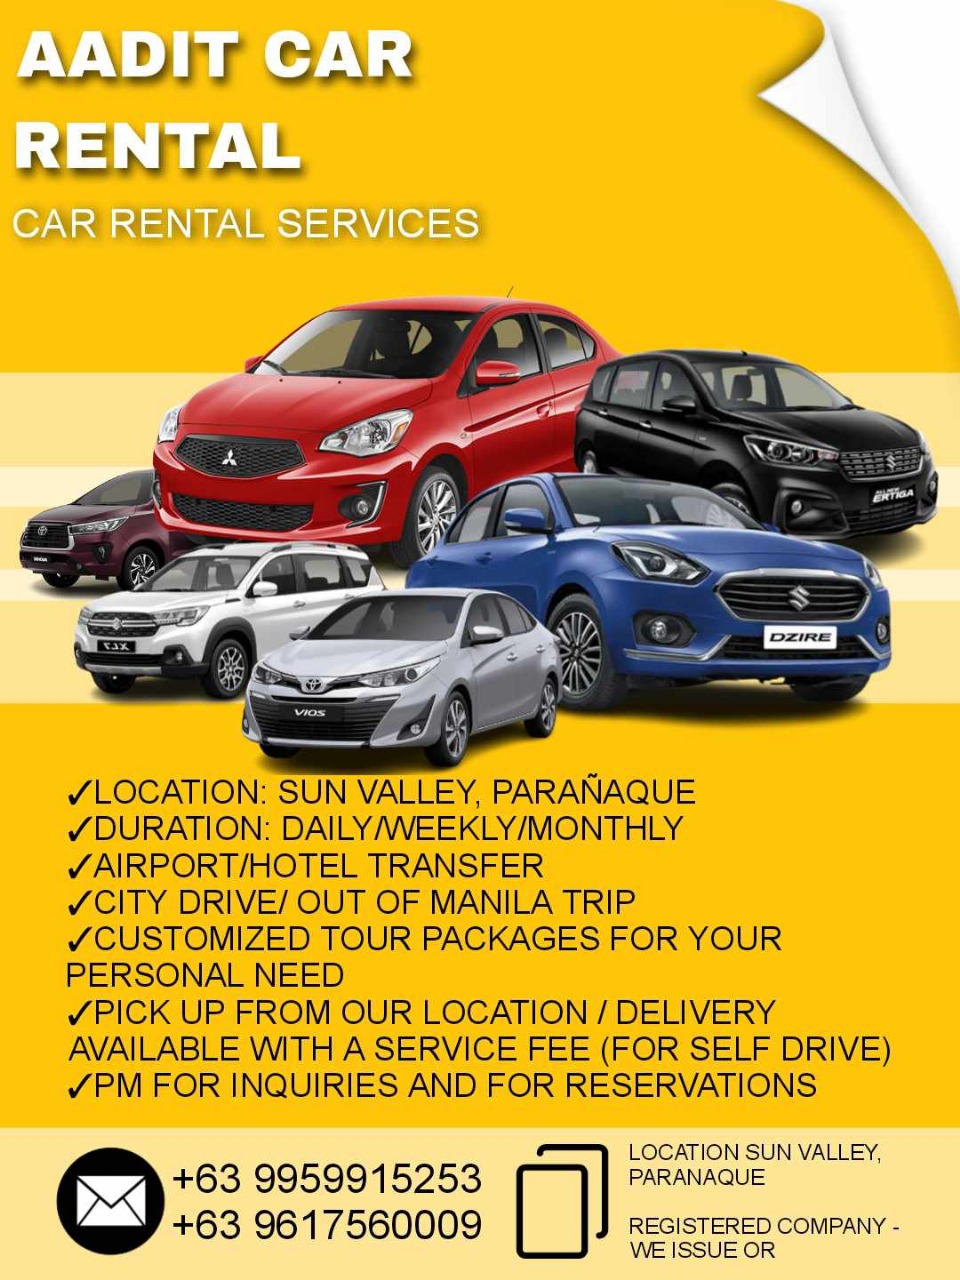 AADIT CAR
RENTAL
CAR RENTAL SERVICES
ALL NEW
ERTIGA
INNOVA
XL7
DZIRE
VIOS
✓LOCATION: SUN VALLEY, PARAÑAQUE
✓DURATION: DAILY/WEEKLY/MONTHLY
✓AIRPORT/HOTEL TRANSFER
✓CITY DRIVE/ OUT OF MANILA TRIP
✓CUSTOMIZED TOUR PACKAGES FOR YOUR
PERSONAL NEED
✓PICK UP FROM OUR LOCATION / DELIVERY
AVAILABLE WITH A SERVICE FEE (FOR SELF DRIVE)
✓PM FOR INQUIRIES AND FOR RESERVATIONS
+63 9959915253
+63 9617560009
LOCATION SUN VALLEY,
PARANAQUE
REGISTERED COMPANY -
WE ISSUE OR